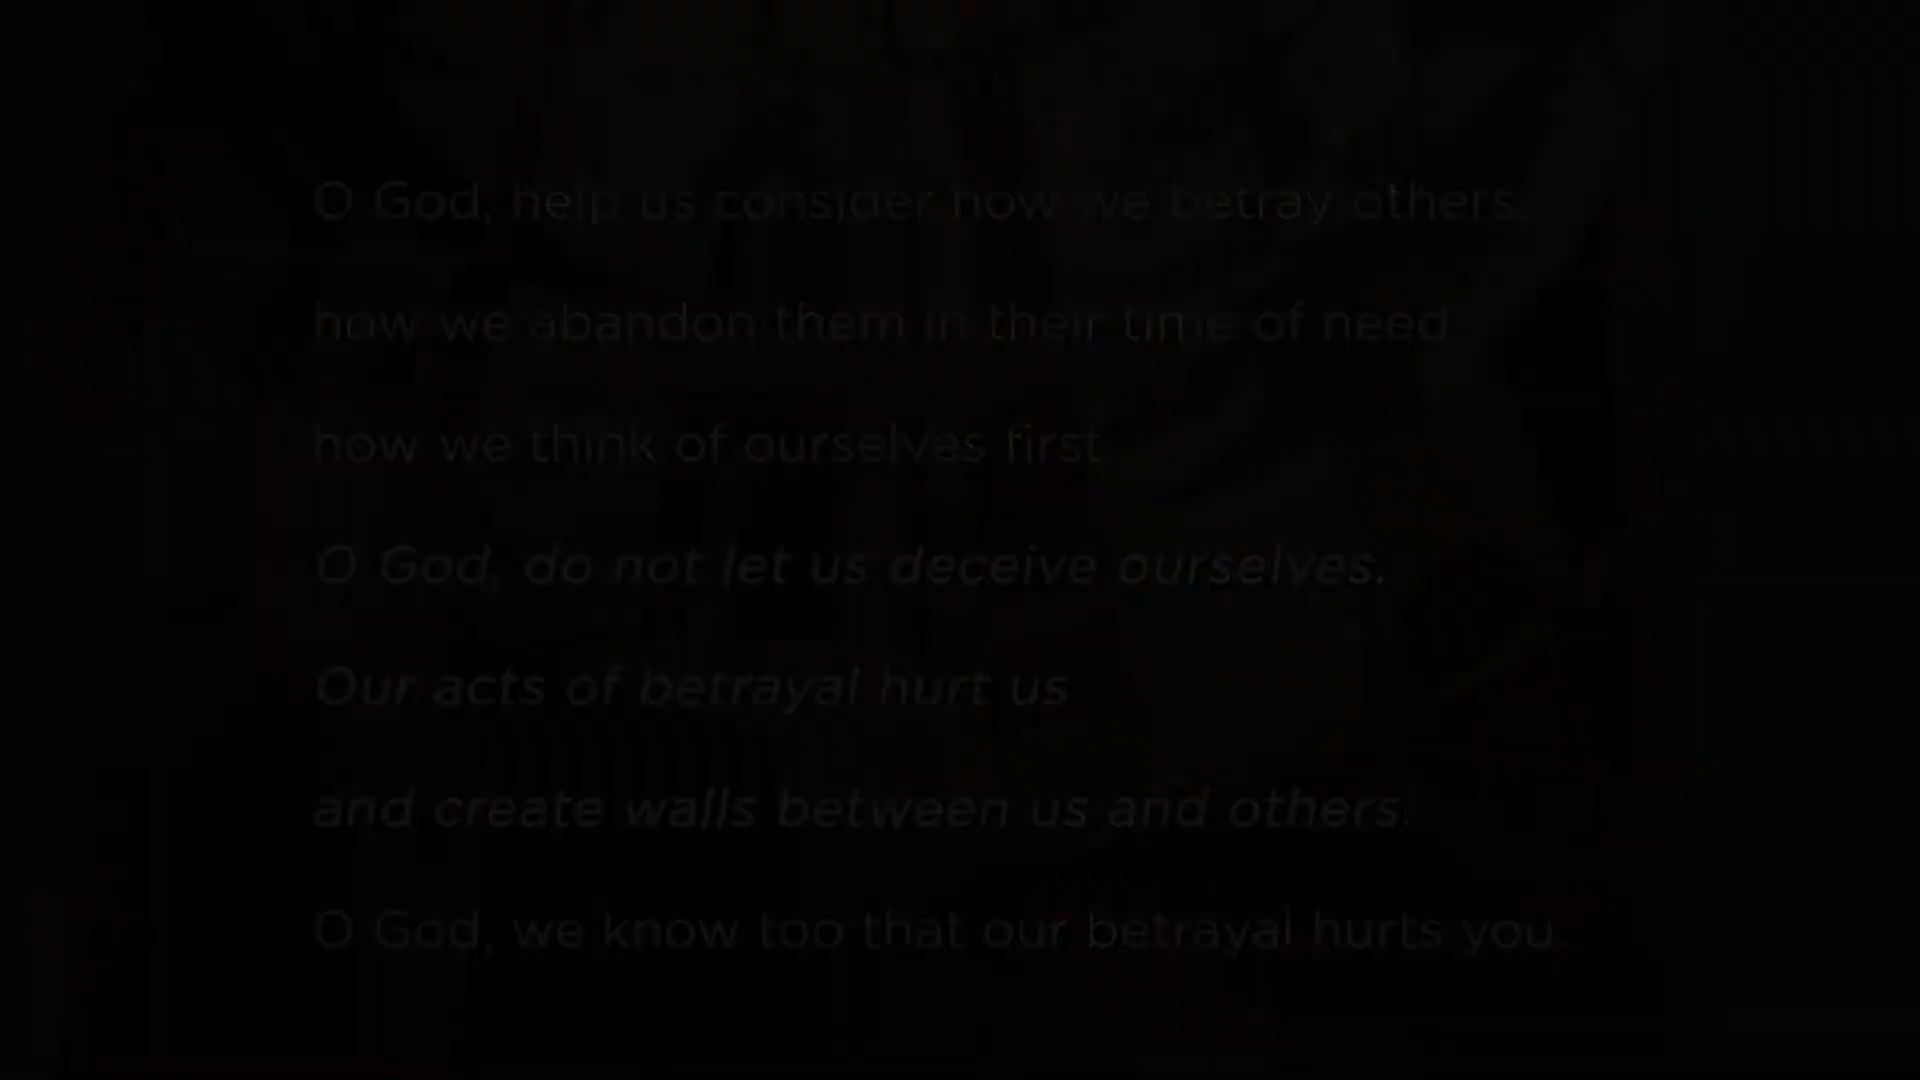 O God, help us consider how we betray others,
how we abandon them in their time of need
how we think of ourselves first
O God, do not let us deceive ourselves.
Our acts of betrayal hurt us
and create walls between us and others.
O God, we know too that our betrayal hurts you.